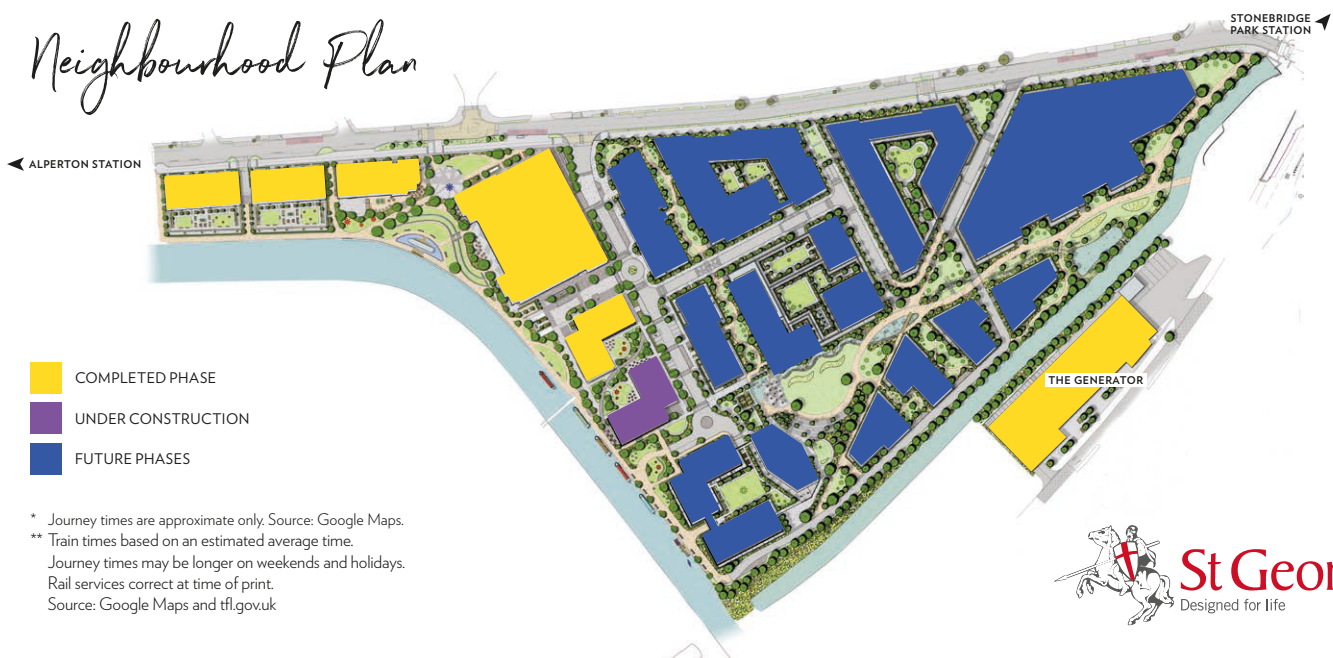 Neighbourhood Plan
STONEBRIDGE
PARK STATION
ALPERTON STATION
THE GENERATOR
COMPLETED PHASE
UNDER CONSTRUCTION
FUTURE PHASES
* Journey times are approximate only. Source: Google Maps.
** Train times based on an estimated average time.
Journey times may be longer on weekends and holidays.
Rail services correct at time of print.
Source: Google Maps and tfl.gov.uk
St Geor
Designed for life